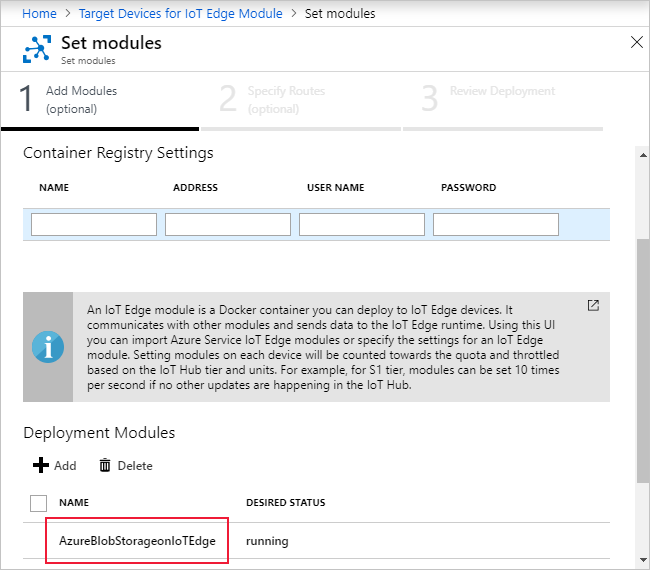 Home > Target Devices for IoT Edge Module > Set modules
Set modules
Set modules
1 Add Modules (optional)
2 Specify Routes (optional)
3 Review Deployment
Container Registry Settings
NAME ADDRESS USER NAME PASSWORD
An IoT Edge module is a Docker container you can deploy to IoT Edge devices. It
communicates with other modules and sends data to the IoT Edge runtime. Using this UI
you can import Azure Service IoT Edge modules or specify the settings for an IoT Edge
module. Setting modules on each device will be counted towards the quota and throttled
based on the IoT Hub tier and units. For example, for S1 tier, modules can be set 10 times
per second if no other updates are happening in the IoT Hub.
Deployment Modules
Add Delete
NAME DESIRED STATUS
AzureBlobStorageonIoTEdge running